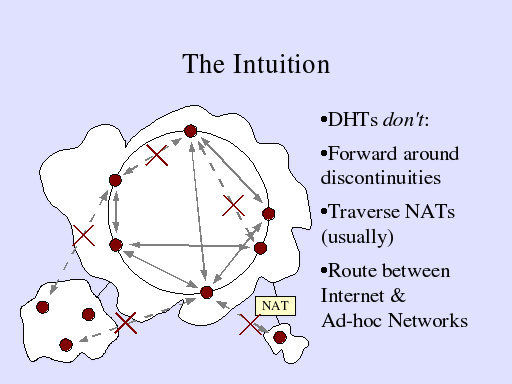 The Intuition
•DHTs don't:
•Forward around
discontinuities
•Traverse NATs
(usually)
•Route between
Internet &
Ad-hoc Networks
NAT